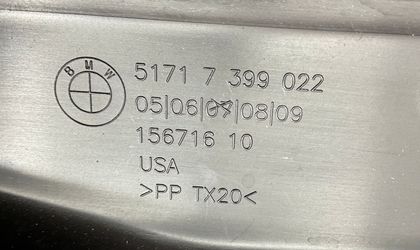 BMW
5171 7 399 022
05|06|07|08|09
156716 10
USA
>PP TX20<